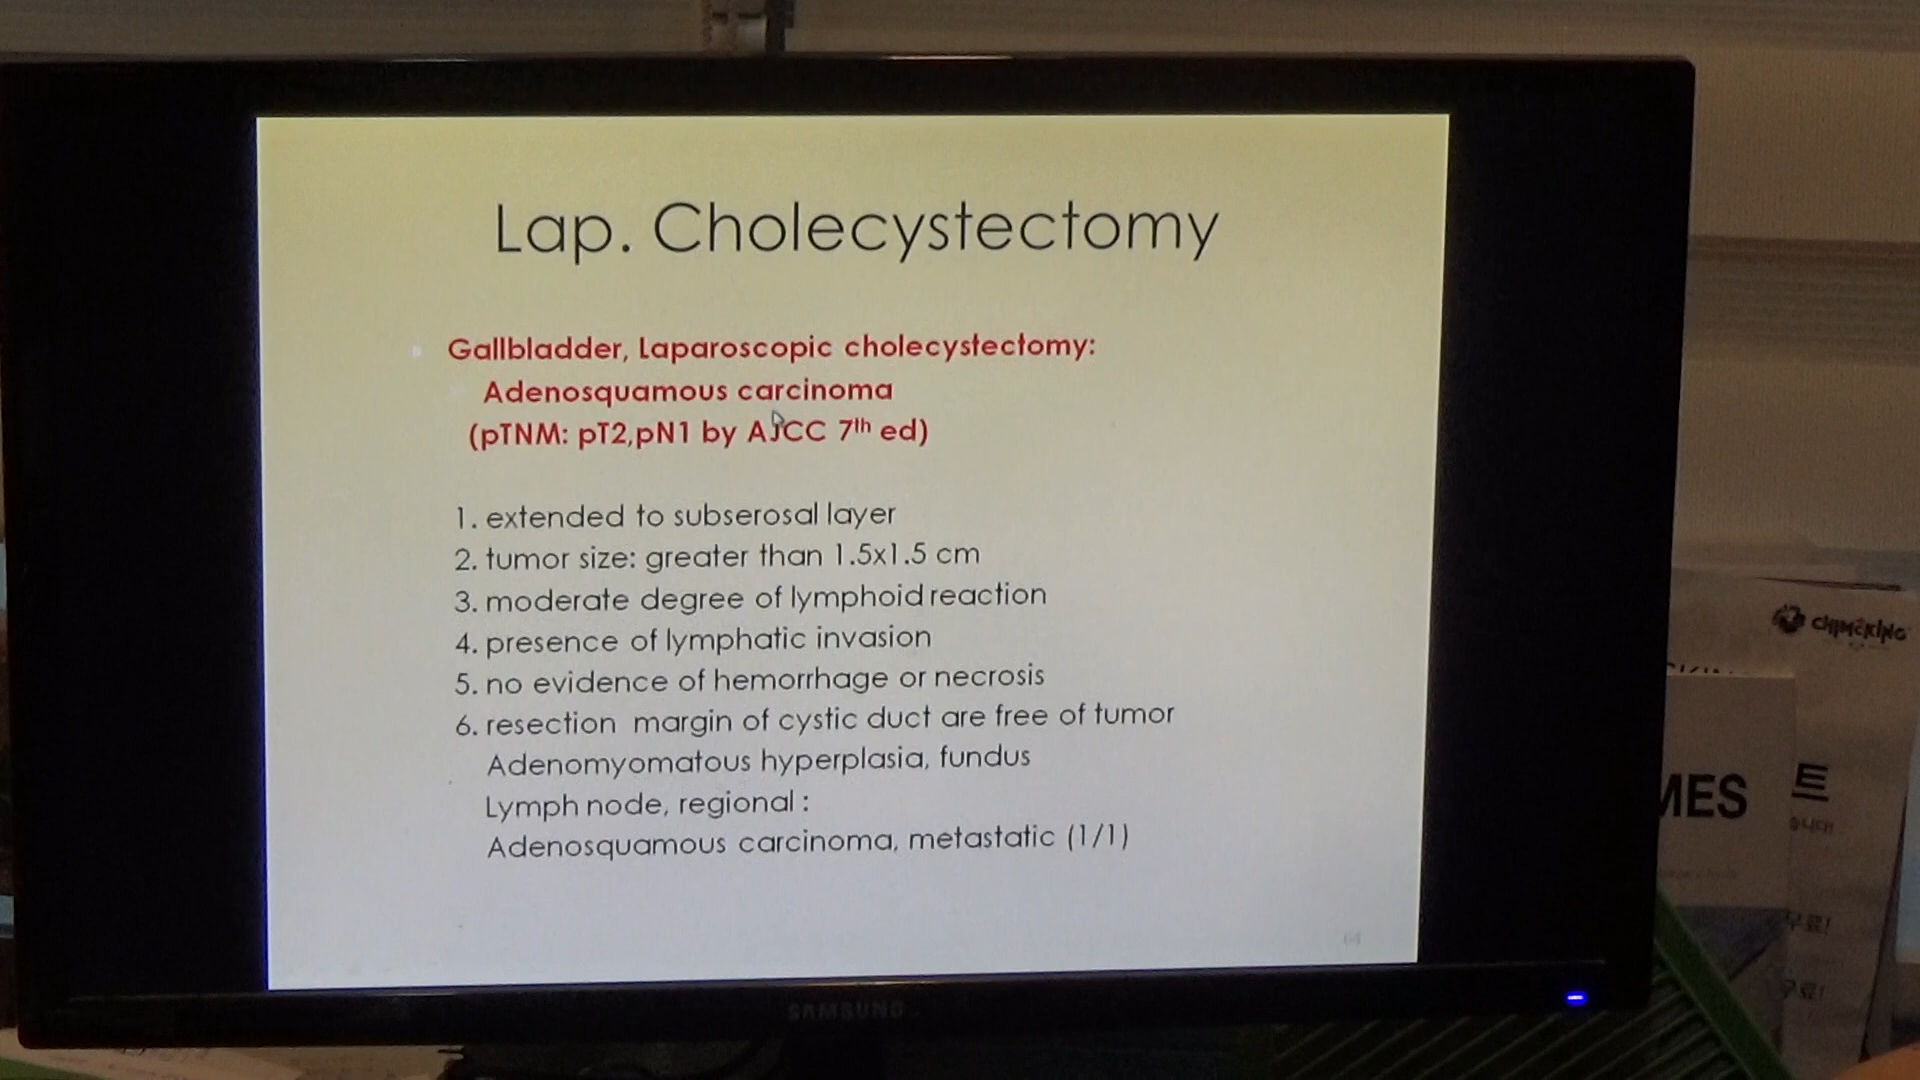 Lap. Cholecystectomy
Gallbladder, Laparoscopic cholecystectomy:
Adenosquamous carcinoma
(pTNM: pT2,pN1 by AJCC 7th ed)
1. extended to subserosal layer
2. tumor size: greater than 1.5x1.5 cm
3. moderate degree of lymphoid reaction
4. presence of lymphatic invasion
5. no evidence of hemorrhage or necrosis
6. resection margin of cystic duct are free of tumor
Adenomyomatous hyperplasia, fundus
Lymph node, regional :
Adenosquamous carcinoma, metastatic (1/1)
64
SAMSUNG
MES
트